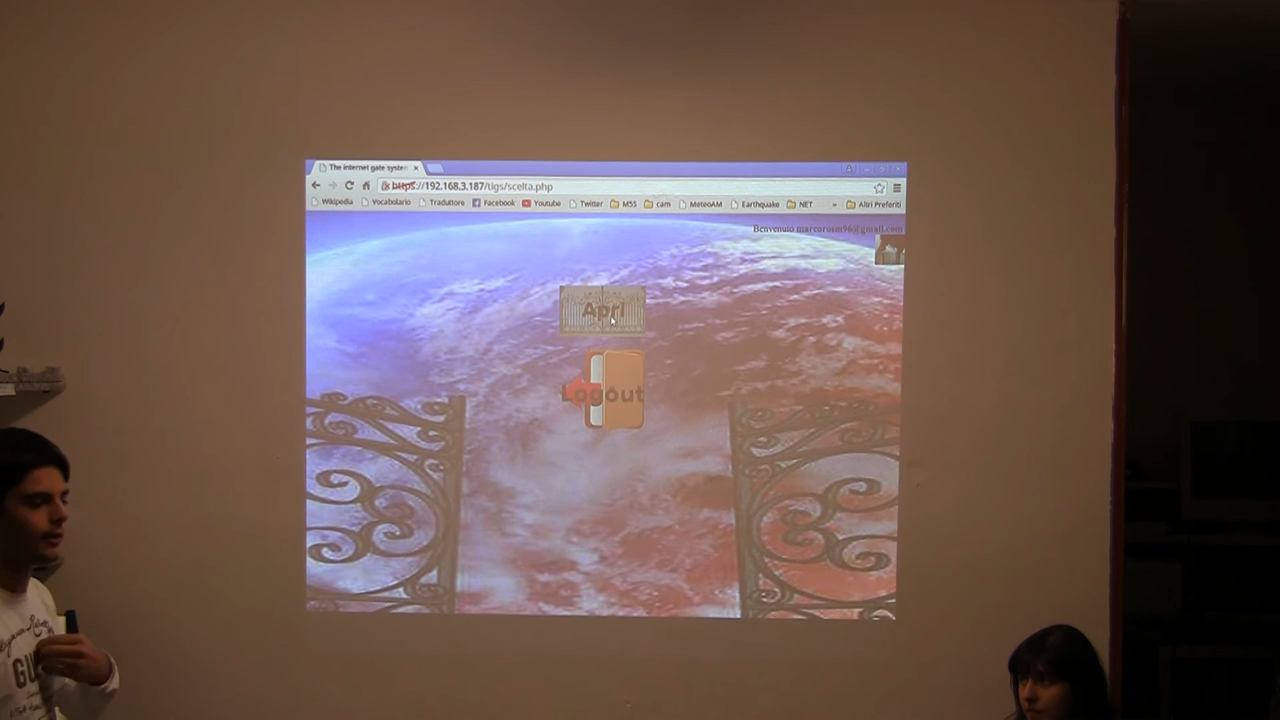 The internet gate system
https://192.168.3.187/tigs/scelta.php
Wikipedia Vocabolario Traduttore Facebook Youtube Twitter M5S cam MeteoAM Earthquake NET » Altri Preferiti
Benvenuto marcorosm96@gmail.com
Apri
Logout
GU